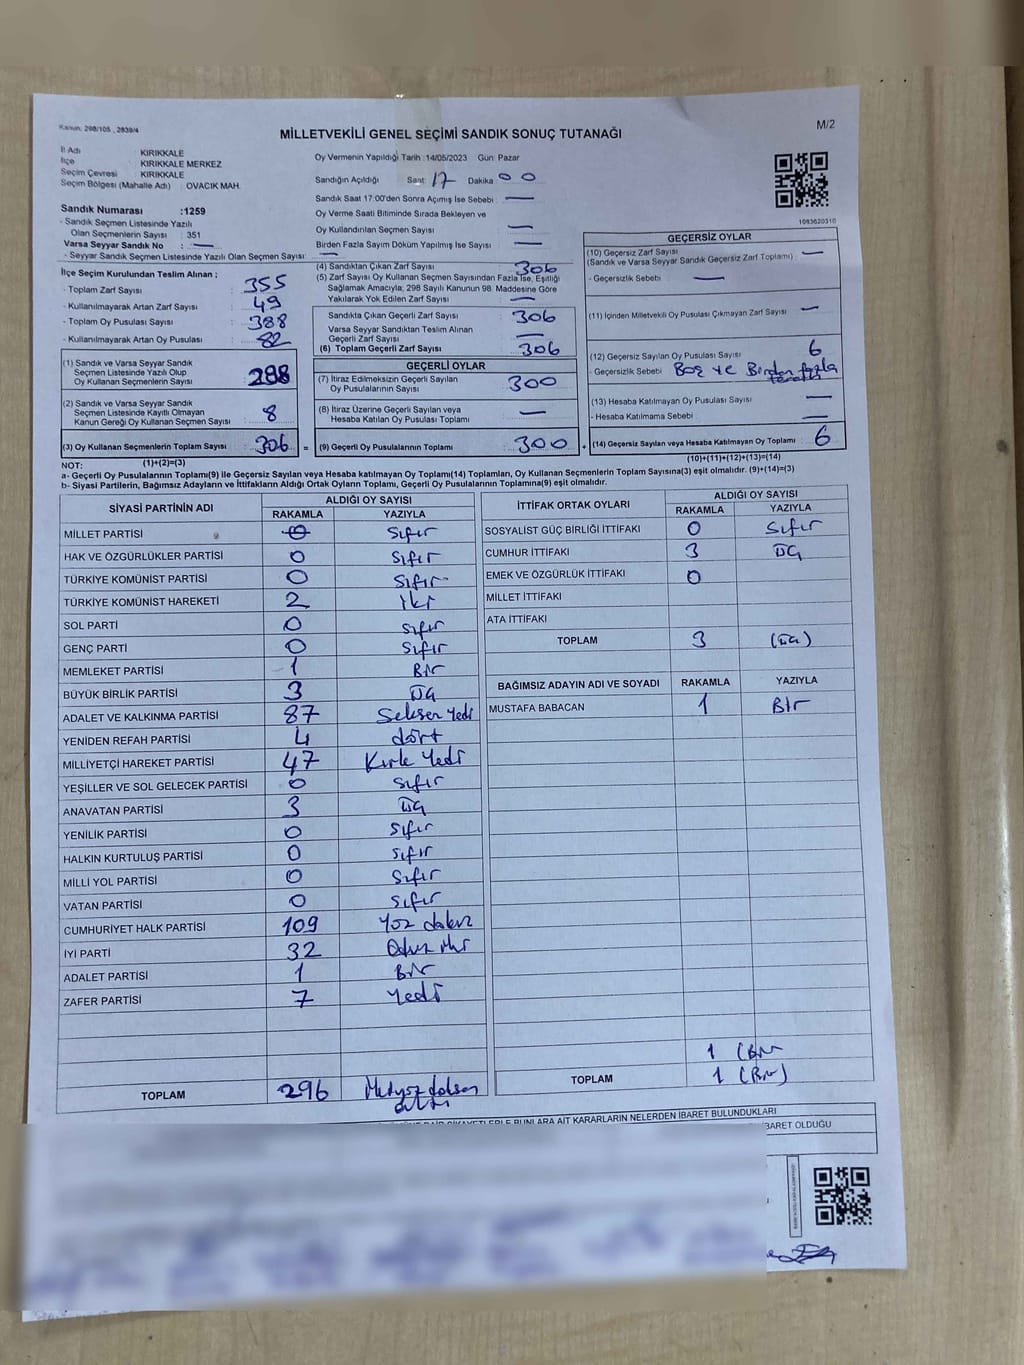 Kanun: 298/105 , 2839/4
MİLLETVEKİLİ GENEL SEÇİMİ SANDIK SONUÇ TUTANAĞI
M/2
İl Adı : KIRIKKALE
İlçe : KIRIKKALE MERKEZ
Seçim Çevresi : KIRIKKALE
Seçim Bölgesi (Mahalle Adı) : OVACIK MAH.
Oy Vermenin Yapıldığı Tarih :14/05/2023 Gün: Pazar
Sandığın Açıldığı Saat 17 Dakika 00
Sandık Saat 17:00'den Sonra Açılmış İse Sebebi : —
Oy Verme Saati Bitiminde Sırada Bekleyen ve
Oy Kullandırılan Seçmen Sayısı —
Birden Fazla Sayım Döküm Yapılmış İse Sayısı —
1083620310
Sandık Numarası :1259
- Sandık Seçmen Listesinde Yazılı
Olan Seçmenlerin Sayısı : 351
Varsa Seyyar Sandık No : —
- Seyyar Sandık Seçmen Listesinde Yazılı Olan Seçmen Sayısı : —
İlçe Seçim Kurulundan Teslim Alınan ;
- Toplam Zarf Sayısı : 355
- Kullanılmayarak Artan Zarf Sayısı : 49
- Toplam Oy Pusulası Sayısı : 388
- Kullanılmayarak Artan Oy Pusulası : 82
(1) Sandık ve Varsa Seyyar Sandık
Seçmen Listesinde Yazılı Olup
Oy Kullanan Seçmenlerin Sayısı : 298
(2) Sandık ve Varsa Seyyar Sandık
Seçmen Listesinde Kayıtlı Olmayan
Kanun Gereği Oy Kullanan Seçmen Sayısı : 8
(3) Oy Kullanan Seçmenlerin Toplam Sayısı : 306
(1)+(2)=(3)
(4) Sandıktan Çıkan Zarf Sayısı 306
(5) Zarf Sayısı Oy Kullanan Seçmen Sayısından Fazla İse, Eşitliği
Sağlamak Amacıyla; 298 Sayılı Kanunun 98. Maddesine Göre
Yakılarak Yok Edilen Zarf Sayısı : —
Sandıkta Çıkan Geçerli Zarf Sayısı : 306
Varsa Seyyar Sandıktan Teslim Alınan
Geçerli Zarf Sayısı : —
(6) Toplam Geçerli Zarf Sayısı : 306
GEÇERLİ OYLAR
(7) İtiraz Edilmeksizin Geçerli Sayılan
Oy Pusulalarının Sayısı : 300
(8) İtiraz Üzerine Geçerli Sayılan veya
Hesaba Katılan Oy Pusulası Toplamı : —
= (9) Geçerli Oy Pusulalarının Toplamı : 300
GEÇERSİZ OYLAR
(10) Geçersiz Zarf Sayısı : —
(Sandık ve Varsa Seyyar Sandık Geçersiz Zarf Toplamı)
- Geçersizlik Sebebi : —
(11) İçinden Milletvekili Oy Pusulası Çıkmayan Zarf Sayısı : —
(12) Geçersiz Sayılan Oy Pusulası Sayısı : 6
- Geçersizlik Sebebi : Boş ve Birden fazla
(13) Hesaba Katılmayan Oy Pusulası Sayısı : —
- Hesaba Katılmama Sebebi : —
+ (14) Geçersiz Sayılan veya Hesaba Katılmayan Oy Toplamı : 6
(10)+(11)+(12)+(13)=(14)
NOT:
a- Geçerli Oy Pusulalarının Toplamı(9) ile Geçersiz Sayılan veya Hesaba katılmayan Oy Toplamı(14) Toplamları, Oy Kullanan Seçmenlerin Toplam Sayısına(3) eşit olmalıdır. (9)+(14)=(3)
b- Siyasi Partilerin, Bağımsız Adayların ve İttifakların Aldığı Ortak Oyların Toplamı, Geçerli Oy Pusulalarının Toplamına(9) eşit olmalıdır.
SİYASİ PARTİNİN ADI ALDIĞI OY SAYISI
RAKAMLA YAZIYLA
MİLLET PARTİSİ 0 Sıfır
HAK VE ÖZGÜRLÜKLER PARTİSİ 0 Sıfır
TÜRKİYE KOMÜNİST PARTİSİ 0 Sıfır
TÜRKİYE KOMÜNİST HAREKETİ 2 İki
SOL PARTİ 0 Sıfır
GENÇ PARTİ 0 Sıfır
MEMLEKET PARTİSİ 1 Bir
BÜYÜK BİRLİK PARTİSİ 3 Üç
ADALET VE KALKINMA PARTİSİ 87 Seksen Yedi
YENİDEN REFAH PARTİSİ 4 dört
MİLLİYETÇİ HAREKET PARTİSİ 47 Kırk Yedi
YEŞİLLER VE SOL GELECEK PARTİSİ 0 Sıfır
ANAVATAN PARTİSİ 3 Üç
YENİLİK PARTİSİ 0 Sıfır
HALKIN KURTULUŞ PARTİSİ 0 Sıfır
MİLLİ YOL PARTİSİ 0 Sıfır
VATAN PARTİSİ 0 Sıfır
CUMHURİYET HALK PARTİSİ 109 Yüz dokuz
İYİ PARTİ 32 Otuz iki
ADALET PARTİSİ 1 Bir
ZAFER PARTİSİ 7 Yedi
TOPLAM 296 İkiyüz doksan altı
İTTİFAK ORTAK OYLARI ALDIĞI OY SAYISI
RAKAMLA YAZIYLA
SOSYALİST GÜÇ BİRLİĞİ İTTİFAKI 0 Sıfır
CUMHUR İTTİFAKI 3 Üç
EMEK VE ÖZGÜRLÜK İTTİFAKI 0
MİLLET İTTİFAKI
ATA İTTİFAKI
TOPLAM 3 (Üç)
BAĞIMSIZ ADAYIN ADI VE SOYADI RAKAMLA YAZIYLA
MUSTAFA BABACAN 1 Bir
1 (Bir
TOPLAM 1 (Bir)
AİT KARARLARIN NELERDEN İBARET BULUNDUKLARI
İBARET OLDUĞU